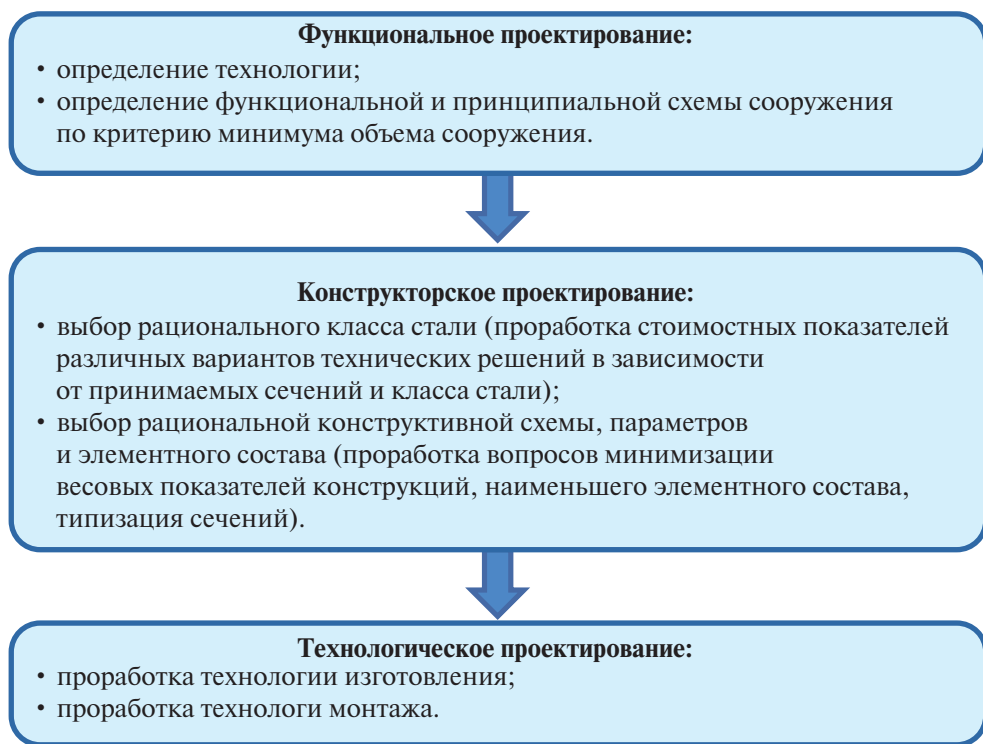 Функциональное проектирование:
• определение технологии;
• определение функциональной и принципиальной схемы сооружения
по критерию минимума объема сооружения.
Конструкторское проектирование:
• выбор рационального класса стали (проработка стоимостных показателей
различных вариантов технических решений в зависимости
от принимаемых сечений и класса стали);
• выбор рациональной конструктивной схемы, параметров
и элементного состава (проработка вопросов минимизации
весовых показателей конструкций, наименьшего элементного состава,
типизация сечений).
Технологическое проектирование:
• проработка технологии изготовления;
• проработка технологи монтажа.